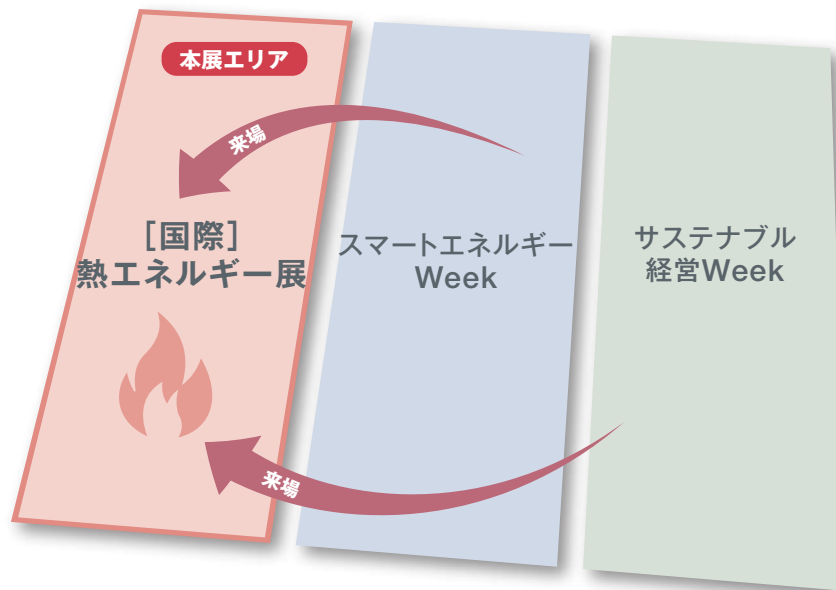 本展エリア
来場
[国際]
熱エネルギー展
スマートエネルギー
Week
サステナブル
経営Week
来場